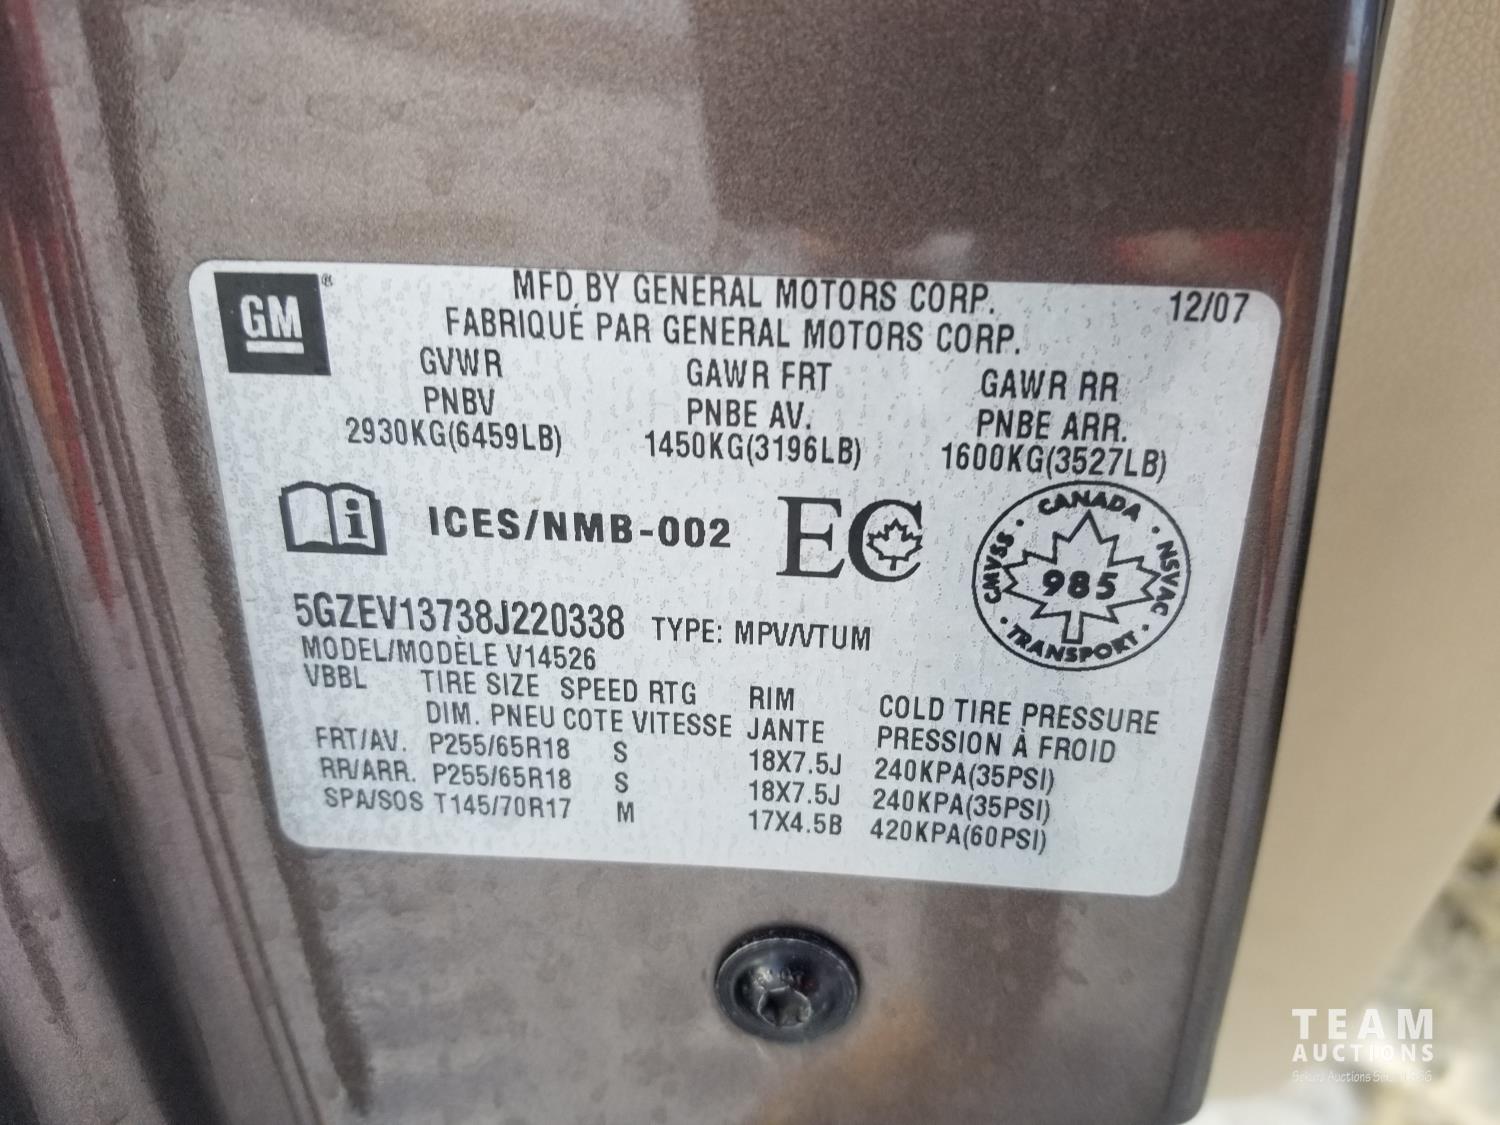 GM®
MFD. BY GENERAL MOTORS CORP. 12/07
FABRIQUÉ PAR GENERAL MOTORS CORP.
GVWR GAWR FRT GAWR RR
PNBV PNBE AV. PNBE ARR.
2930KG(6459LB) 1450KG(3196LB) 1600KG(3527LB)
i ICES/NMB-002 EC
CANADA
CMVSS · 985 · NSVAC
TRANSPORT
5GZEV13738J220338 TYPE: MPV/VTUM
MODEL/MODÈLE V14526
VBBL TIRE SIZE SPEED RTG RIM COLD TIRE PRESSURE
DIM. PNEU COTE VITESSE JANTE PRESSION À FROID
FRT/AV. P255/65R18 S 18X7.5J 240KPA(35PSI)
RR/ARR. P255/65R18 S 18X7.5J 240KPA(35PSI)
SPA/SOS T145/70R17 M 17X4.5B 420KPA(60PSI)
TEAM
AUCTIONS
Auctions